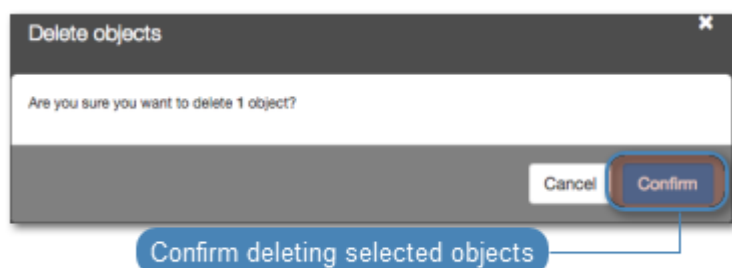 Delete objects
Are you sure you want to delete 1 object?
Cancel Confirm
Confirm deleting selected objects